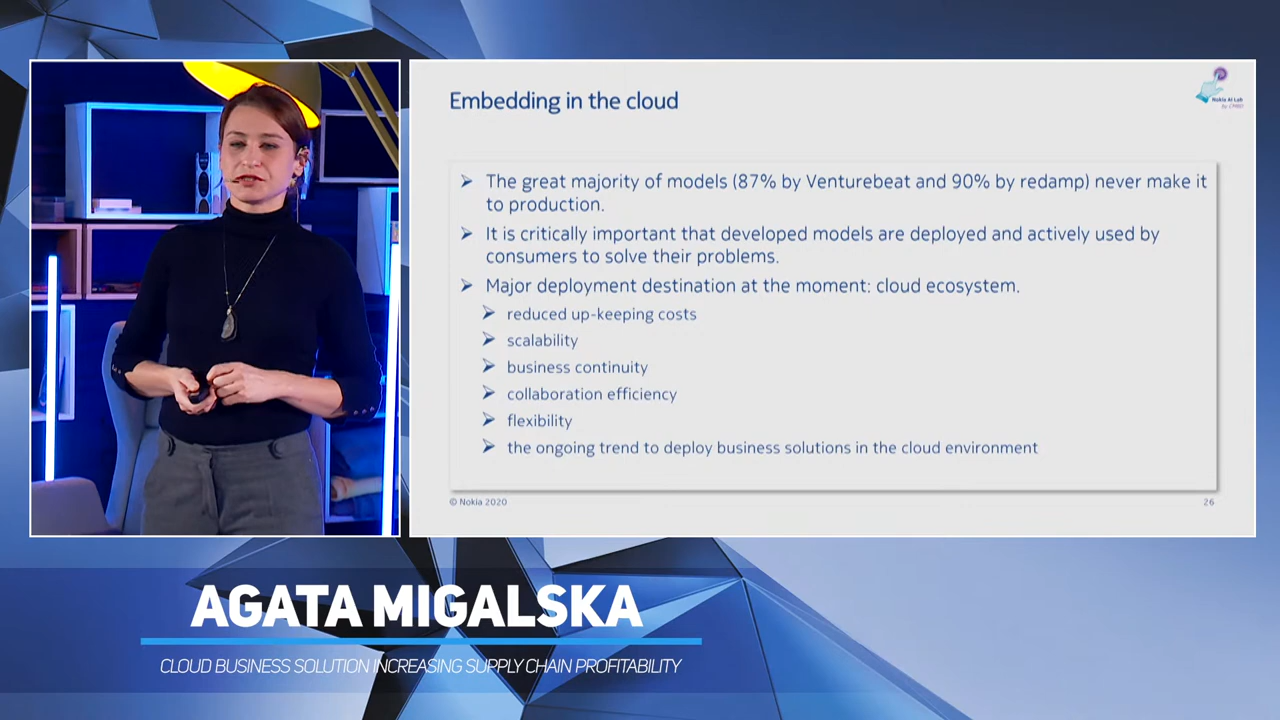 Embedding in the cloud
Nokia AI Lab
by CMBO
The great majority of models (87% by Venturebeat and 90% by redamp) never make it
to production.
It is critically important that developed models are deployed and actively used by
consumers to solve their problems.
Major deployment destination at the moment: cloud ecosystem.
reduced up-keeping costs
scalability
business continuity
collaboration efficiency
flexibility
the ongoing trend to deploy business solutions in the cloud environment
© Nokia 2020
26
AGATA MIGALSKA
CLOUD BUSINESS SOLUTION INCREASING SUPPLY CHAIN PROFITABILITY